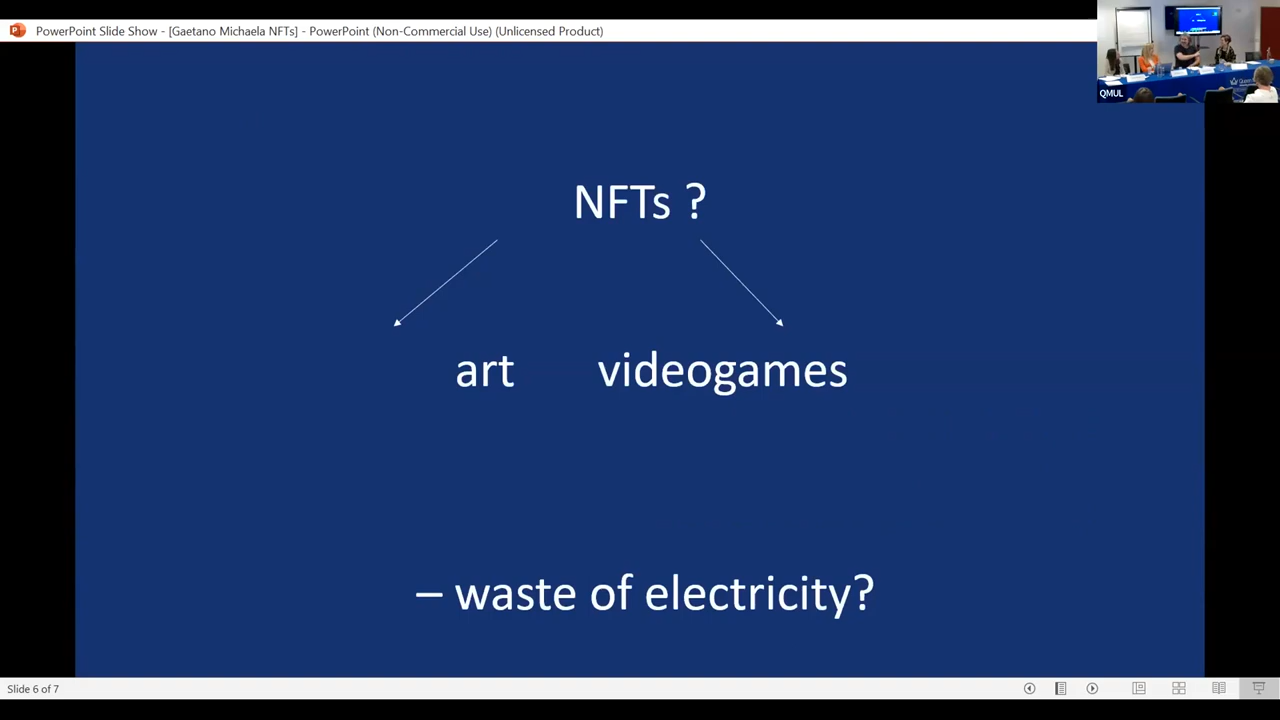 PowerPoint Slide Show - [Gaetano Michaela NFTs] - PowerPoint (Non-Commercial Use) (Unlicensed Product)
QMUL
NFTs ?
art videogames
– waste of electricity?
Slide 6 of 7